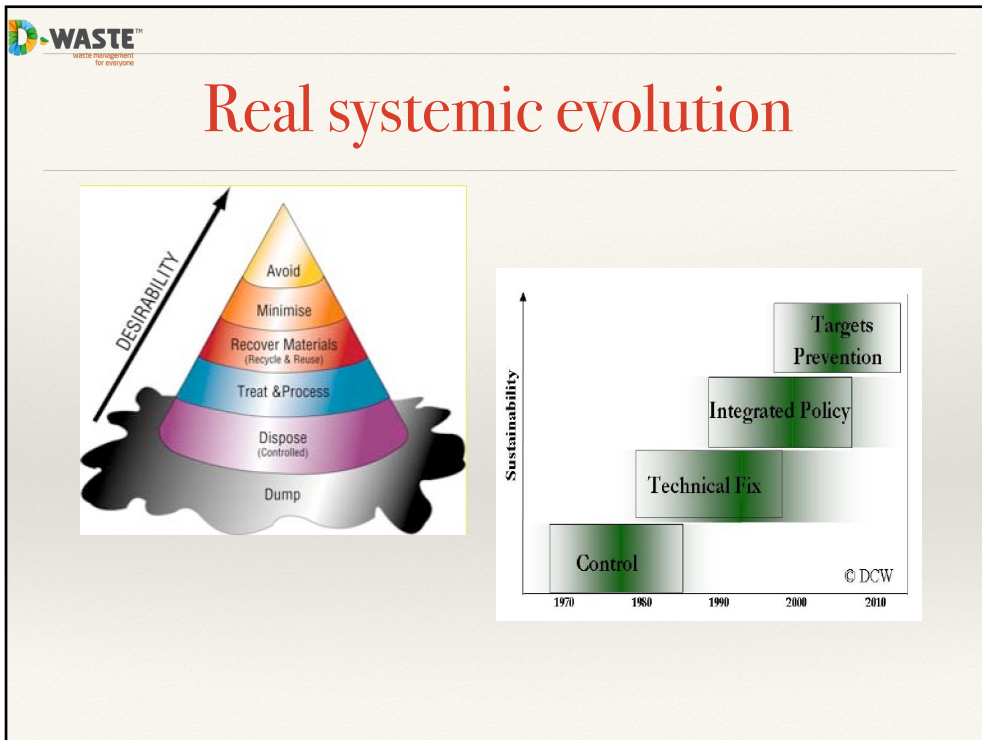 D-WASTE™
waste management
for everyone
Real systemic evolution
DESIRABILITY
Avoid
Minimise
Recover Materials
(Recycle & Reuse)
Treat &Process
Dispose
(Controlled)
Dump
Sustainability
Targets
Prevention
Integrated Policy
Technical Fix
Control
© DCW
1970 1980 1990 2000 2010